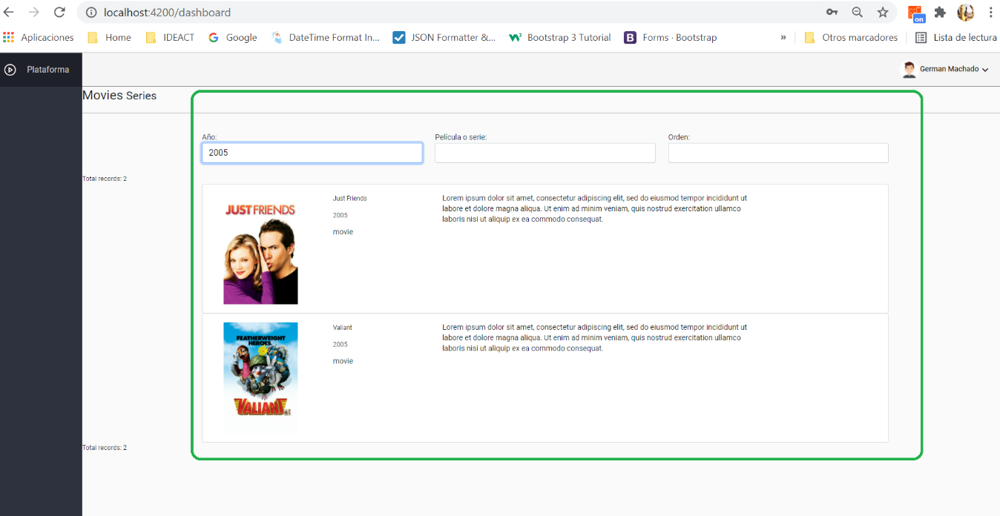 localhost:4200/dashboard
on
Aplicaciones Home IDEACT Google DateTime Format In... JSON Formatter &... Bootstrap 3 Tutorial B Forms · Bootstrap » Otros marcadores Lista de lectura
Plataforma
German Machado
Movies Series
Año: Película o serie: Orden:
2005
Total records: 2
JUST FRIENDS
Just Friends
2005
movie
Lorem ipsum dolor sit amet, consectetur adipiscing elit, sed do eiusmod tempor incididunt ut
labore et dolore magna aliqua. Ut enim ad minim veniam, quis nostrud exercitation ullamco
laboris nisi ut aliquip ex ea commodo consequat.
FEATHERWEIGHT
HEROES.
VALIANT
Valiant
2005
movie
Lorem ipsum dolor sit amet, consectetur adipiscing elit, sed do eiusmod tempor incididunt ut
labore et dolore magna aliqua. Ut enim ad minim veniam, quis nostrud exercitation ullamco
laboris nisi ut aliquip ex ea commodo consequat.
Total records: 2